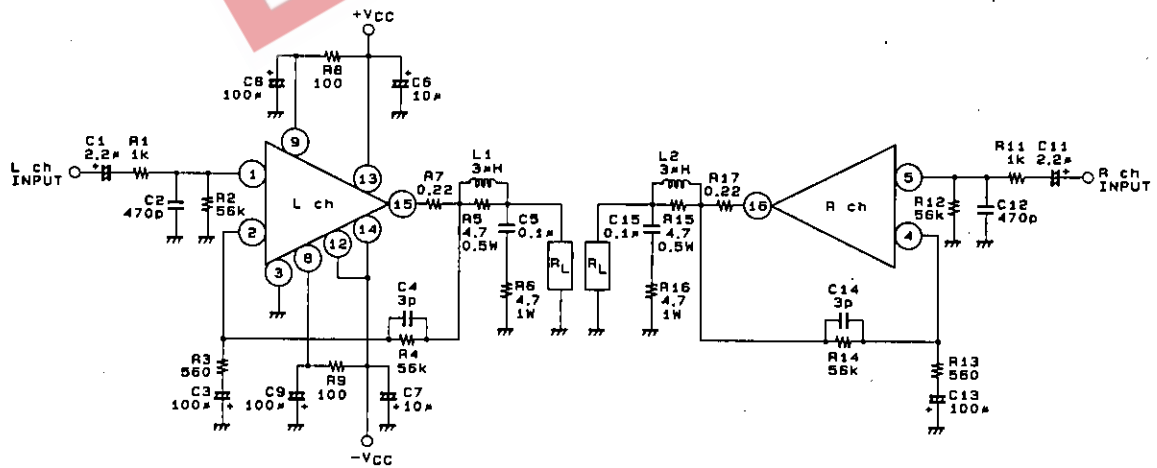 +VCC
R8
100
C8
100µ
C6
10µ
C1
2.2µ
R1
1k
L ch
INPUT
C2
470p
R2
56k
1
2
9
13
L ch
15
3
8
12
14
R7
0.22
L1
3µH
R5
4.7
0.5W
C5
0.1µ
R6
4.7
1W
RL
C4
3p
R4
56k
R3
560
C3
100µ
C9
100µ
R9
100
C7
10µ
-VCC
L2
3µH
R17
0.22
C15
0.1µ
R15
4.7
0.5W
R16
4.7
1W
RL
16
R ch
5
4
R11
1k
C11
2.2µ
R ch
INPUT
R12
56k
C12
470p
C14
3p
R14
56k
R13
560
C13
100µ